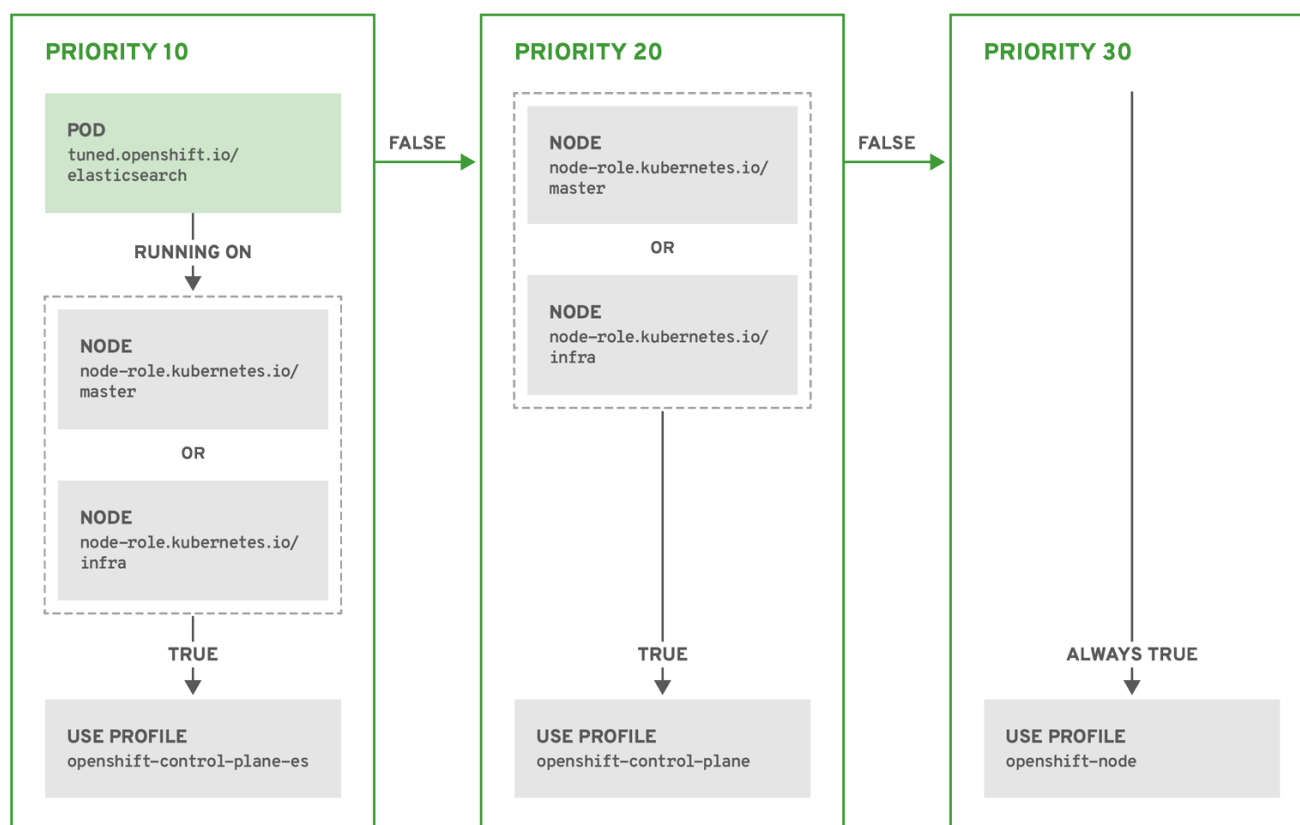 PRIORITY 10
POD
tuned.openshift.io/
elasticsearch
RUNNING ON
NODE
node-role.kubernetes.io/
master
OR
NODE
node-role.kubernetes.io/
infra
TRUE
USE PROFILE
openshift-control-plane-es
FALSE
PRIORITY 20
NODE
node-role.kubernetes.io/
master
OR
NODE
node-role.kubernetes.io/
infra
TRUE
USE PROFILE
openshift-control-plane
FALSE
PRIORITY 30
ALWAYS TRUE
USE PROFILE
openshift-node